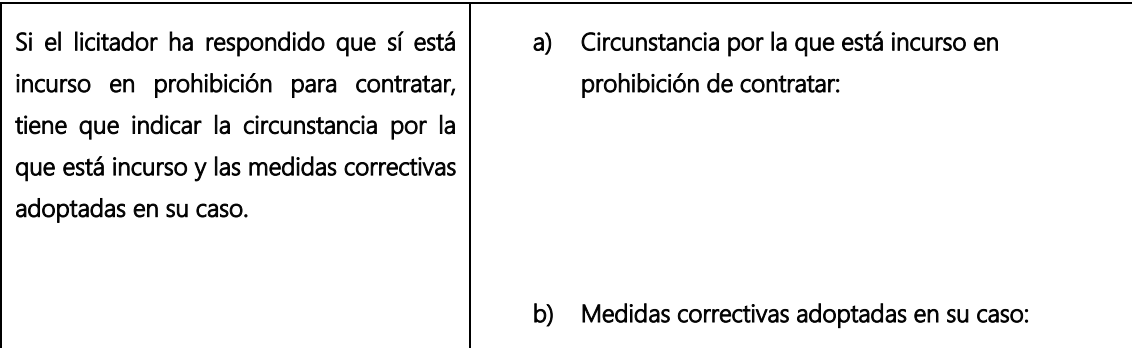 Si el licitador ha respondido que sí está
incurso en prohibición para contratar,
tiene que indicar la circunstancia por la
que está incurso y las medidas correctivas
adoptadas en su caso.
a) Circunstancia por la que está incurso en
prohibición de contratar:
b) Medidas correctivas adoptadas en su caso: